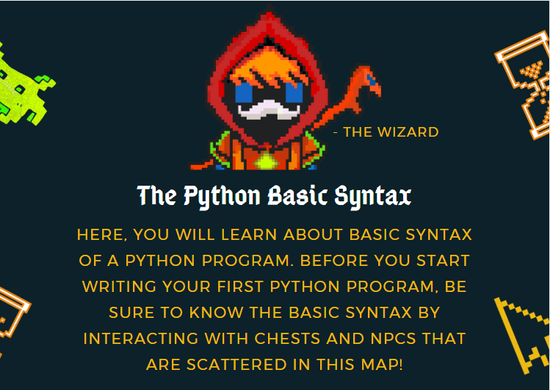 - THE WIZARD
The Python Basic Syntax
HERE, YOU WILL LEARN ABOUT BASIC SYNTAX
OF A PYTHON PROGRAM. BEFORE YOU START
WRITING YOUR FIRST PYTHON PROGRAM, BE
SURE TO KNOW THE BASIC SYNTAX BY
INTERACTING WITH CHESTS AND NPCS THAT
ARE SCATTERED IN THIS MAP!